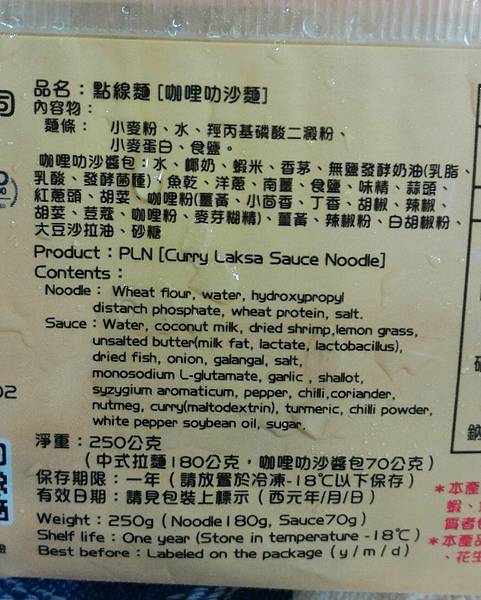 品名：點線麵［咖哩叻沙麵］
內容物：
麵條： 小麥粉、水、羥丙基磷酸二澱粉、
小麥蛋白、食鹽。
咖哩叻沙醬包：水、椰奶、蝦米、香茅、無鹽發酵奶油(乳脂、
乳酸、發酵菌種)、魚乾、洋蔥、南薑、食鹽、味精、蒜頭、
紅蔥頭、胡荽、咖哩粉(薑黃、小茴香、丁香、胡椒、辣椒、
胡荽、荳蔻、咖哩粉、麥芽糊精)、薑黃、辣椒粉、白胡椒粉、
大豆沙拉油、砂糖
Product：PLN [Curry Laksa Sauce Noodle]
Contents：
Noodle： Wheat flour, water, hydroxypropyl
distarch phosphate, wheat protein, salt.
Sauce：Water, coconut milk, dried shrimp,lemon grass,
unsalted butter(milk fat, lactate, lactobacillus),
dried fish, onion, galangal, salt,
monosodium L-glutamate, garlic , shallot,
syzygium aromaticum, pepper, chilli,coriander,
nutmeg, curry(maltodextrin), turmeric, chilli powder,
white pepper soybean oil, sugar.
淨重：250公克
（中式拉麵180公克，咖哩叻沙醬包70公克）
保存期限：一年（請放置於冷凍-18℃以下保存）
有效日期：請見包裝上標示（西元年/月/日）
Weight：250g (Noodle180g, Sauce70g)
Shelf life：One year (Store in temperature -18℃)
Best before：Labeled on the package (y/m/d)
＊本產
蝦、
質者
＊本產品
、花生